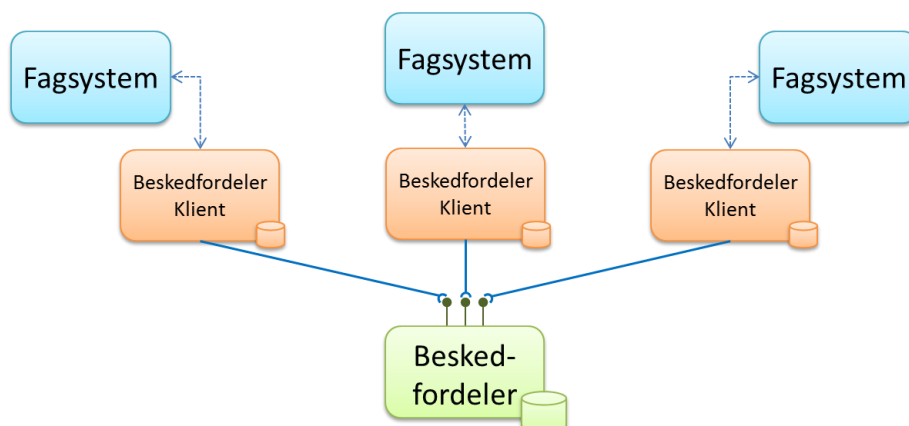 Fagsystem
Fagsystem
Fagsystem
Beskedfordeler
Klient
Beskedfordeler
Klient
Beskedfordeler
Klient
Besked-
fordeler